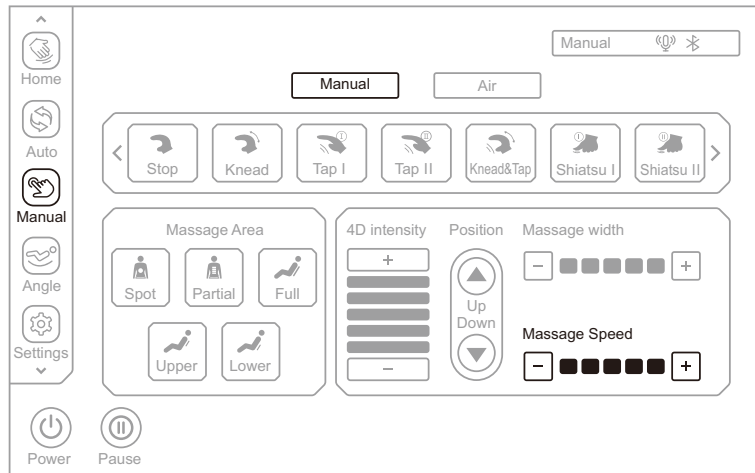 Manual
Home
Manual
Air
Auto
Stop
Knead
Tap I
Tap II
Knead&Tap
Shiatsu I
Shiatsu II
Manual
Angle
Settings
Massage Area
Spot
Partial
Full
Upper
Lower
4D intensity
+
−
Position
Up
Down
Massage width
− +
Massage Speed
− +
Power
Pause